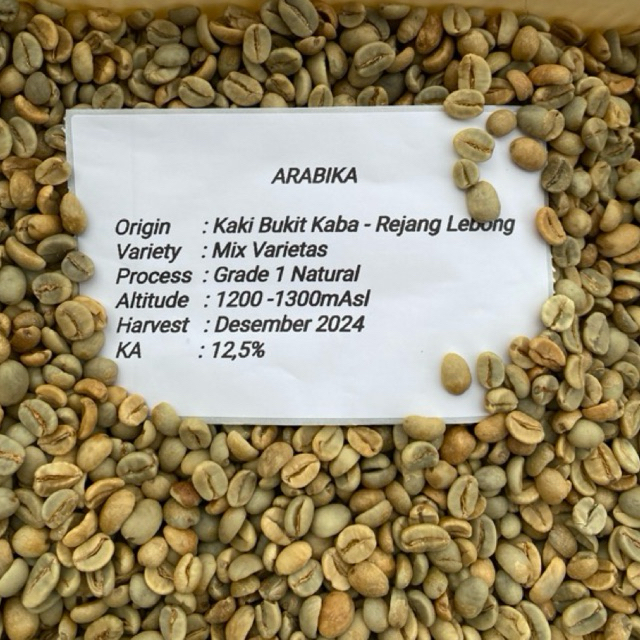 ARABIKA
Origin : Kaki Bukit Kaba - Rejang Lebong
Variety : Mix Varietas
Process : Grade 1 Natural
Altitude : 1200 -1300mAsl
Harvest : Desember 2024
KA : 12,5%